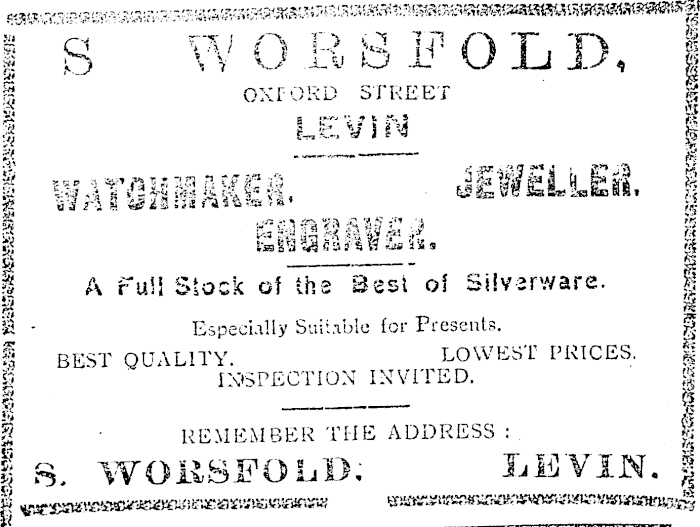 S WORSFOLD,
OXFORD STREET
LEVIN
WATCHMAKER. JEWELLER.
ENGRAVER.
A Full Stock of the Best of Silverware.
Especially Suitable for Presents.
BEST QUALITY. LOWEST PRICES.
INSPECTION INVITED.
REMEMBER THE ADDRESS :
S. WORSFOLD, LEVIN.